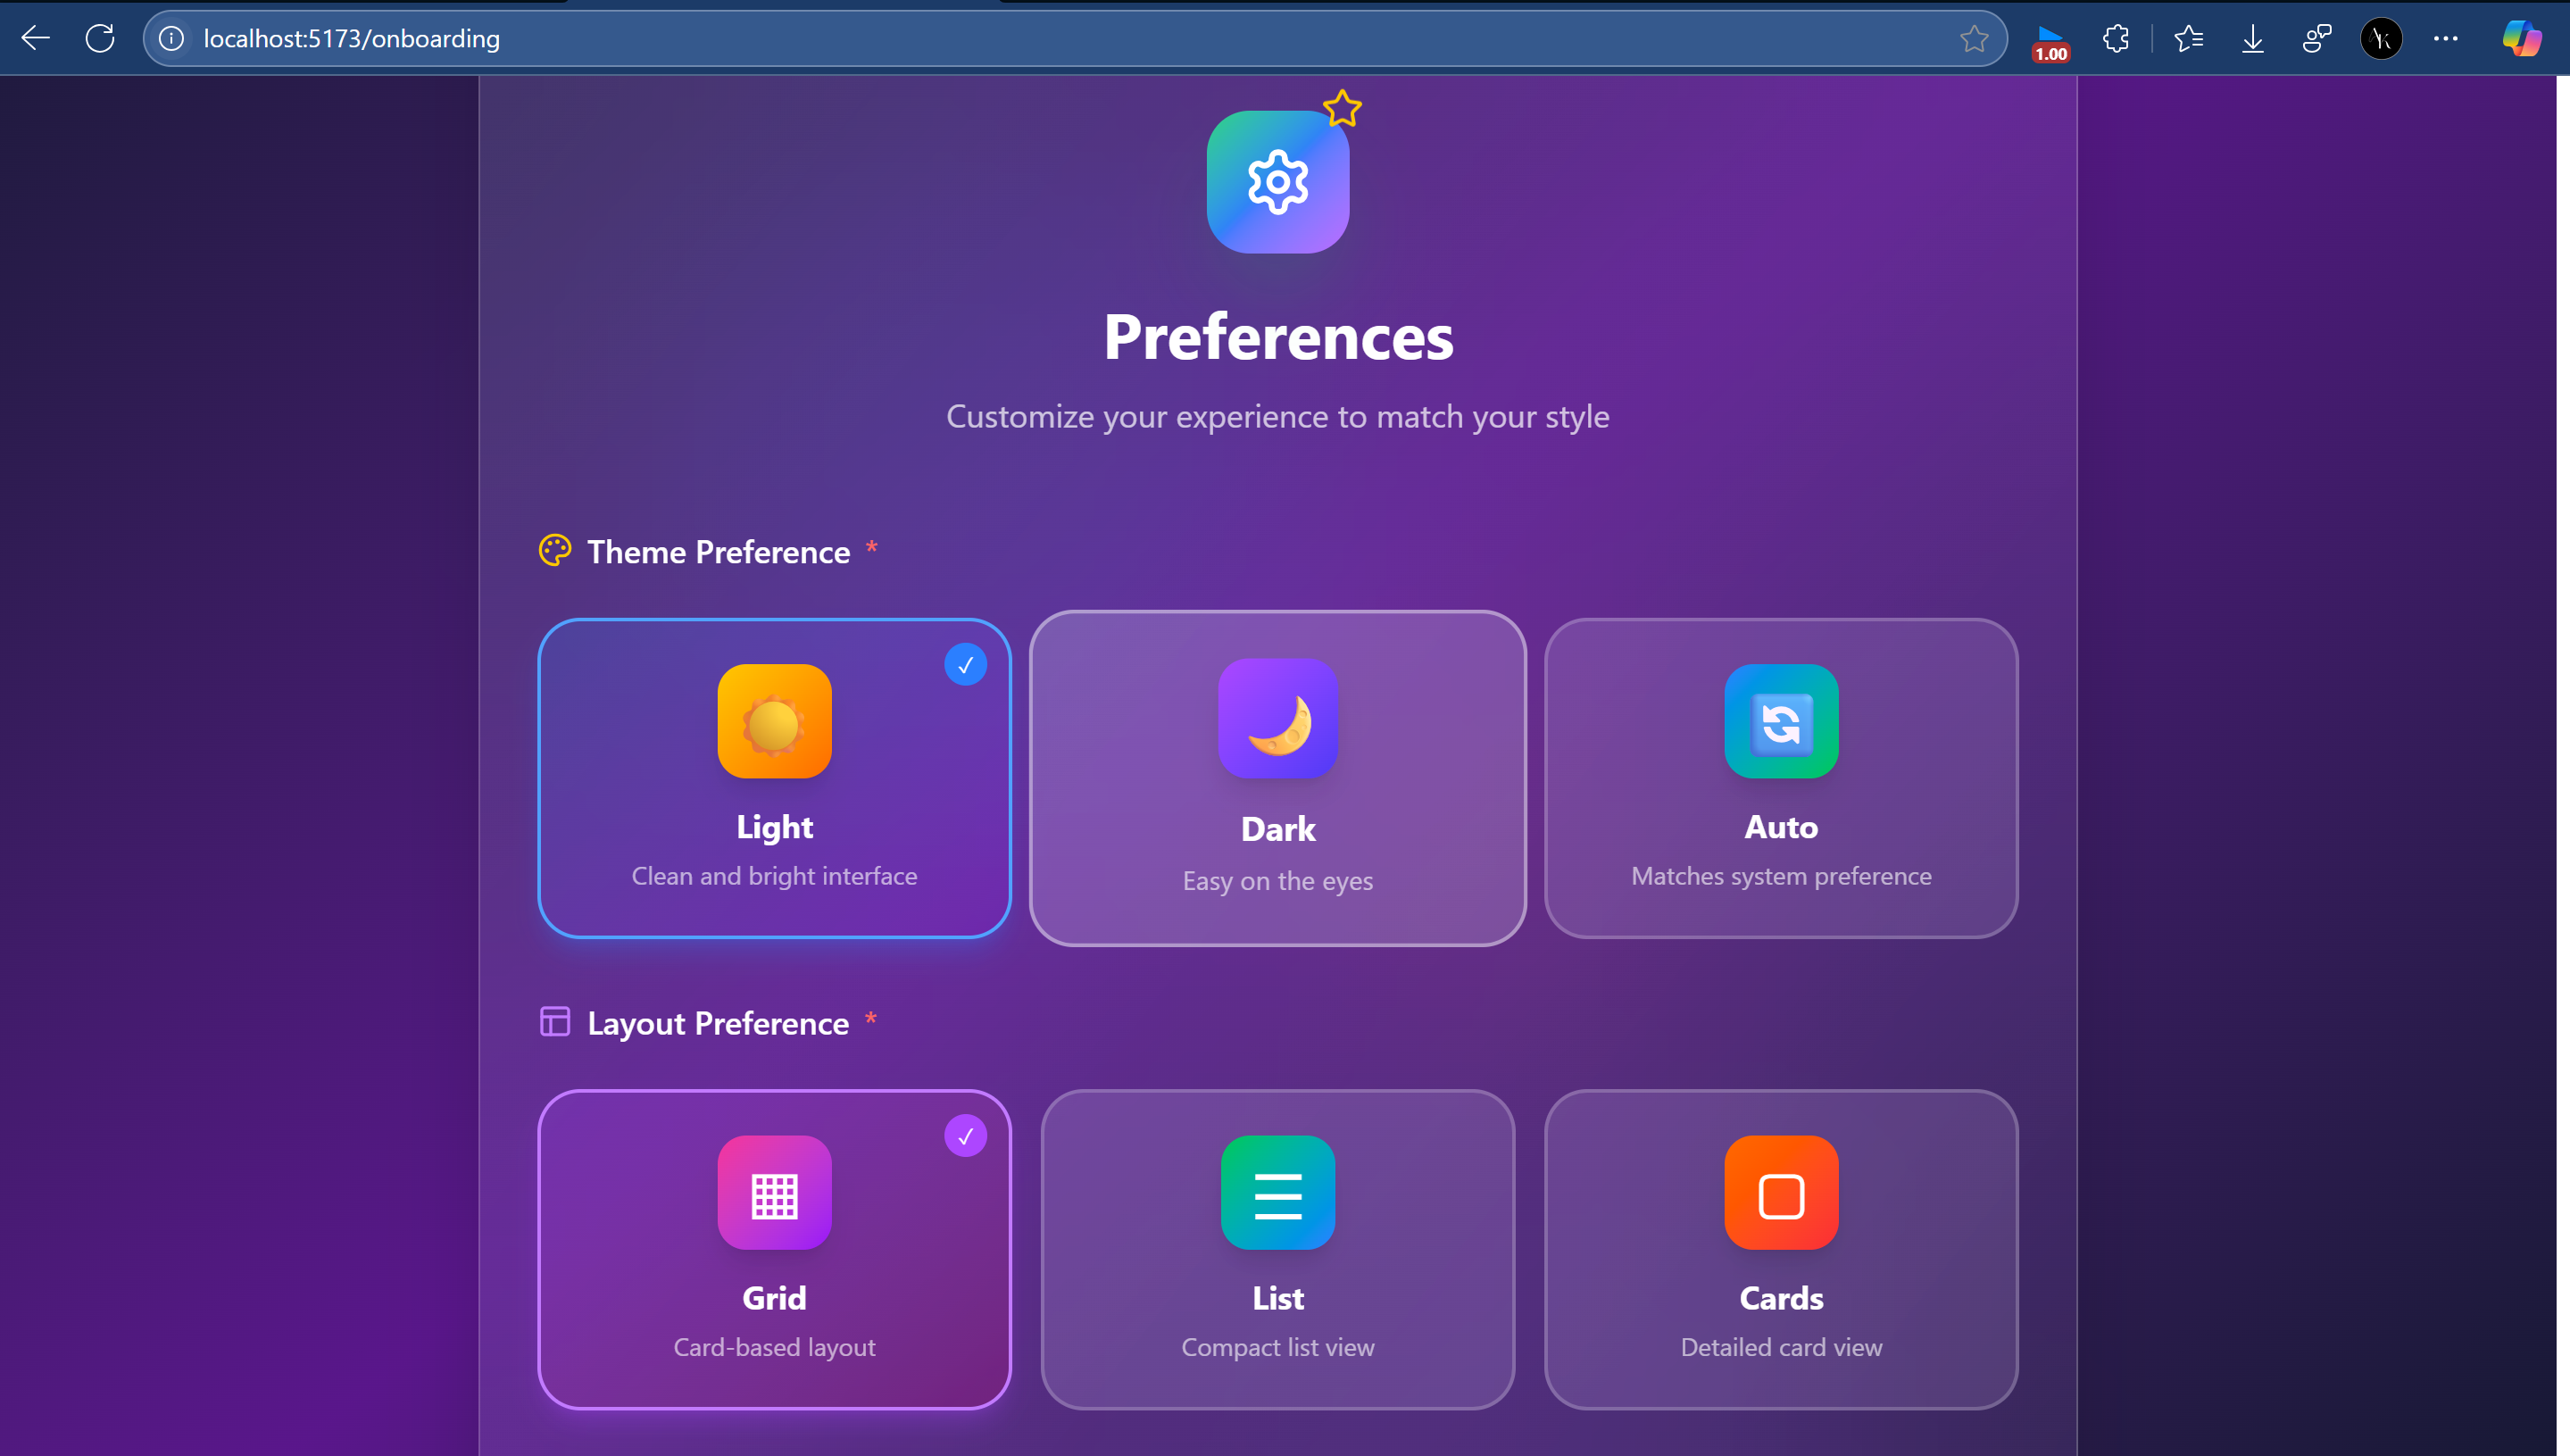 localhost:5173/onboarding
1.00
Preferences
Customize your experience to match your style
Theme Preference *
Light
Clean and bright interface
Dark
Easy on the eyes
Auto
Matches system preference
Layout Preference *
Grid
Card-based layout
List
Compact list view
Cards
Detailed card view